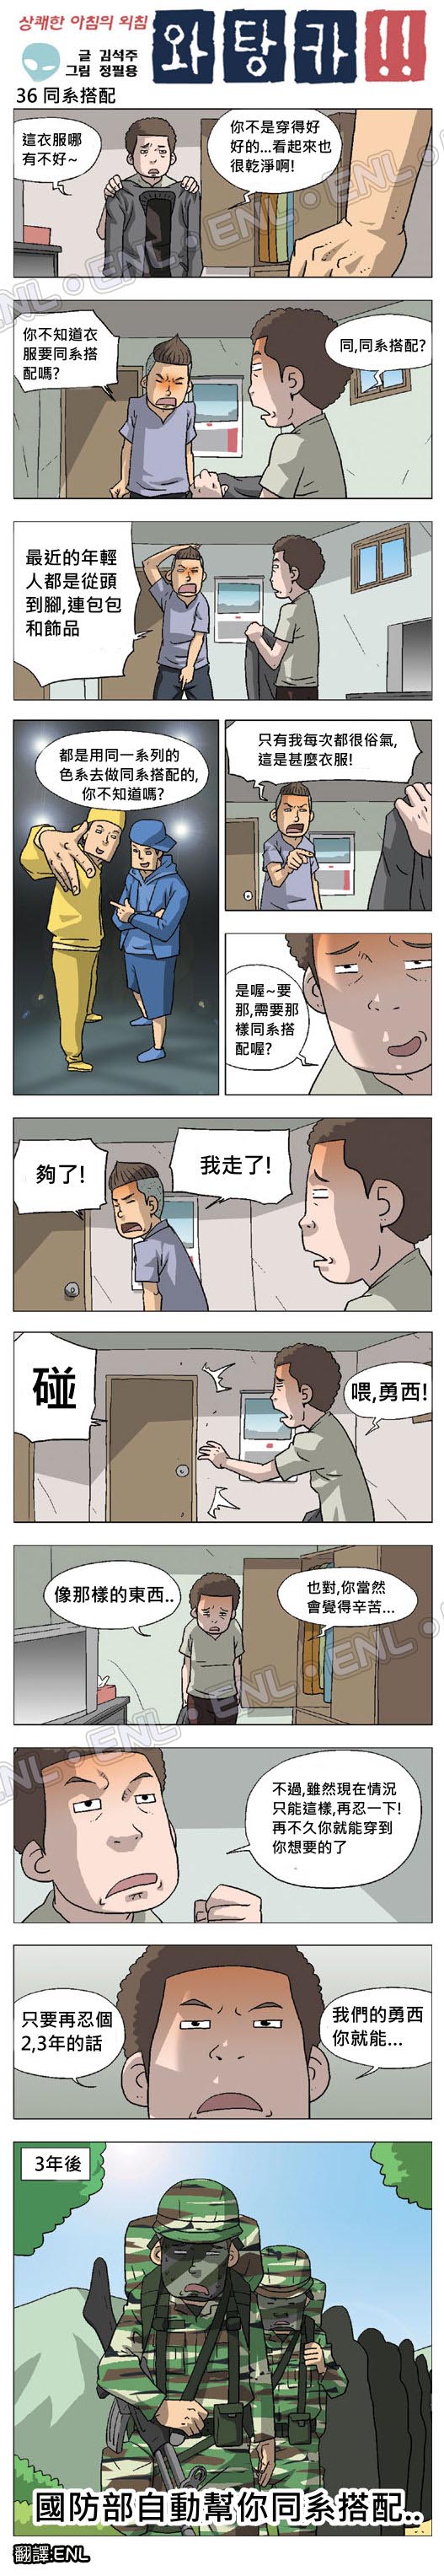 상쾌한 아침의 외침
글 김석주
그림 정필용
와탕카!!
36 同系搭配
這衣服哪
有不好~
你不是穿得好
好的...看起來也
很乾淨啊!
ENL·ENL·ENL·ENL·ENL
你不知道衣
服要同系搭
配嗎?
同,同系搭配?
最近的年輕
人都是從頭
到腳,連包包
和飾品
都是用同一系列的
色系去做同系搭配的,
你不知道嗎?
只有我每次都很俗氣,
這是甚麼衣服!
是喔~要
那,需要那
樣同系搭
配喔?
夠了!
我走了!
碰
喂,勇西!
像那樣的東西..
也對,你當然
會覺得辛苦...
ENL·ENL·ENL·ENL·ENL
不過,雖然現在情況
只能這樣,再忍一下!
再不久你就能穿到
你想要的了
只要再忍個
2,3年的話
我們的勇西
你就能...
3年後
國防部自動幫你同系搭配..
翻譯:ENL